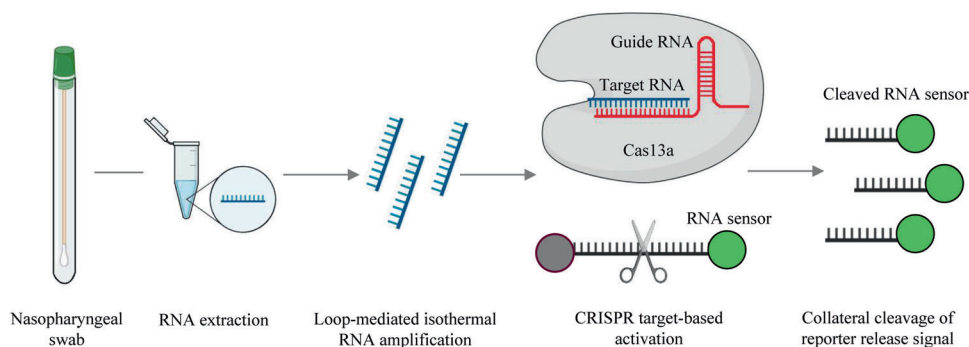 Guide RNA
Target RNA
Cas13a
RNA sensor
Cleaved RNA sensor
Nasopharyngeal
swab
RNA extraction
Loop-mediated isothermal
RNA amplification
CRISPR target-based
activation
Collateral cleavage of
reporter release signal